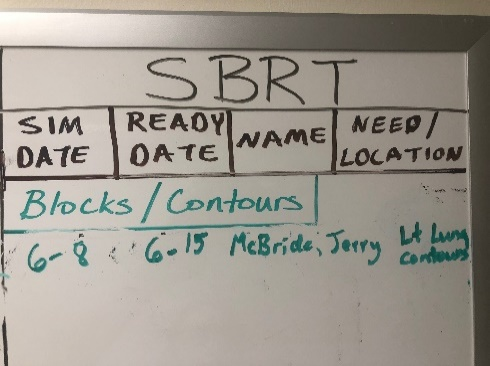 SBRT
SIM DATE READY DATE NAME NEED/ LOCATION
Blocks/Contours
6-8 6-15 McBride, Jerry Lt Lung contours